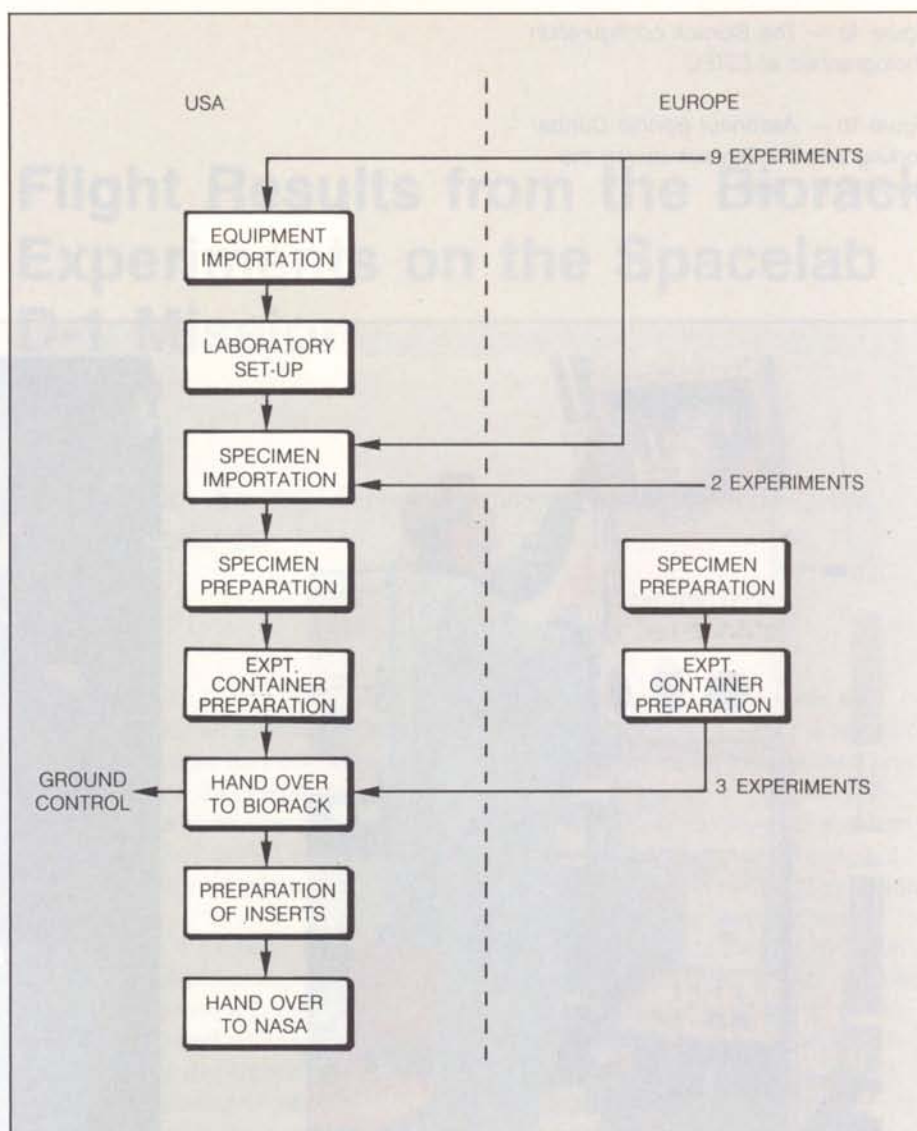 USA
EUROPE
9 EXPERIMENTS
EQUIPMENT
IMPORTATION
LABORATORY
SET-UP
SPECIMEN
IMPORTATION
2 EXPERIMENTS
SPECIMEN
PREPARATION
SPECIMEN
PREPARATION
EXPT.
CONTAINER
PREPARATION
EXPT.
CONTAINER
PREPARATION
GROUND
CONTROL
HAND OVER
TO BIORACK
3 EXPERIMENTS
PREPARATION
OF INSERTS
HAND OVER
TO NASA
Flight Results from the Biorack
Experiments on the Spacelab